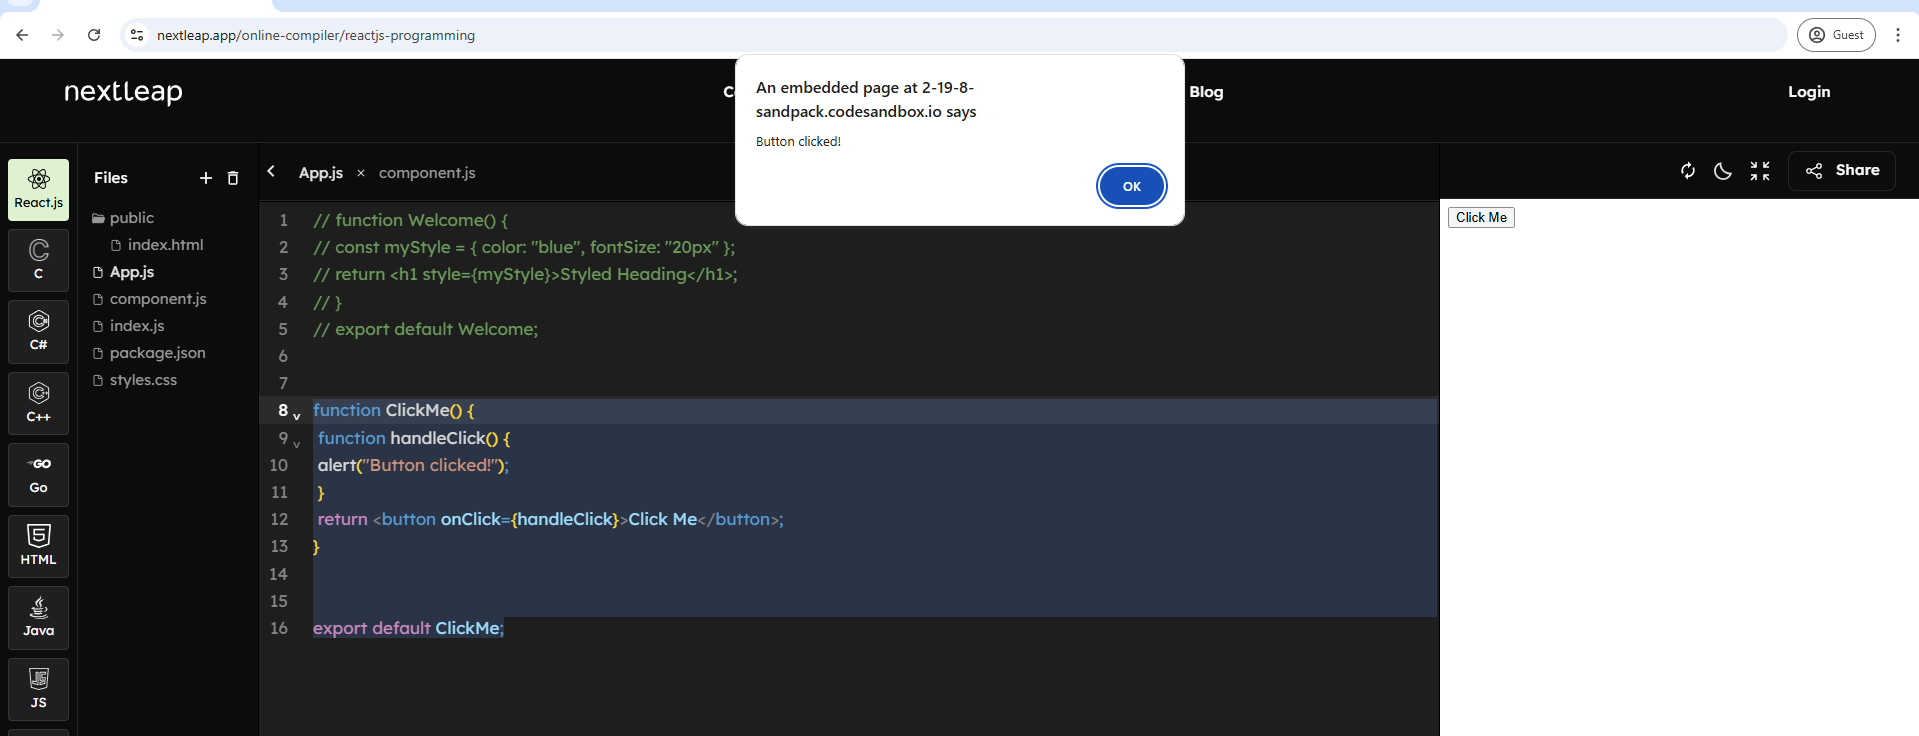 nextleap.app/online-compiler/reactjs-programming
Guest
nextleap
Blog
Login
An embedded page at 2-19-8-
sandpack.codesandbox.io says
Button clicked!
OK
React.js
C
C#
C++
GO
Go
HTML
Java
JS
JS
Files
public
index.html
App.js
component.js
index.js
package.json
styles.css
App.js × component.js
Share
1 // function Welcome() {
2 // const myStyle = { color: "blue", fontSize: "20px" };
3 // return <h1 style={myStyle}>Styled Heading</h1>;
4 // }
5 // export default Welcome;
6
7
8 function ClickMe() {
9 function handleClick() {
10 alert("Button clicked!");
11 }
12 return <button onClick={handleClick}>Click Me</button>;
13 }
14
15
16 export default ClickMe;
Click Me